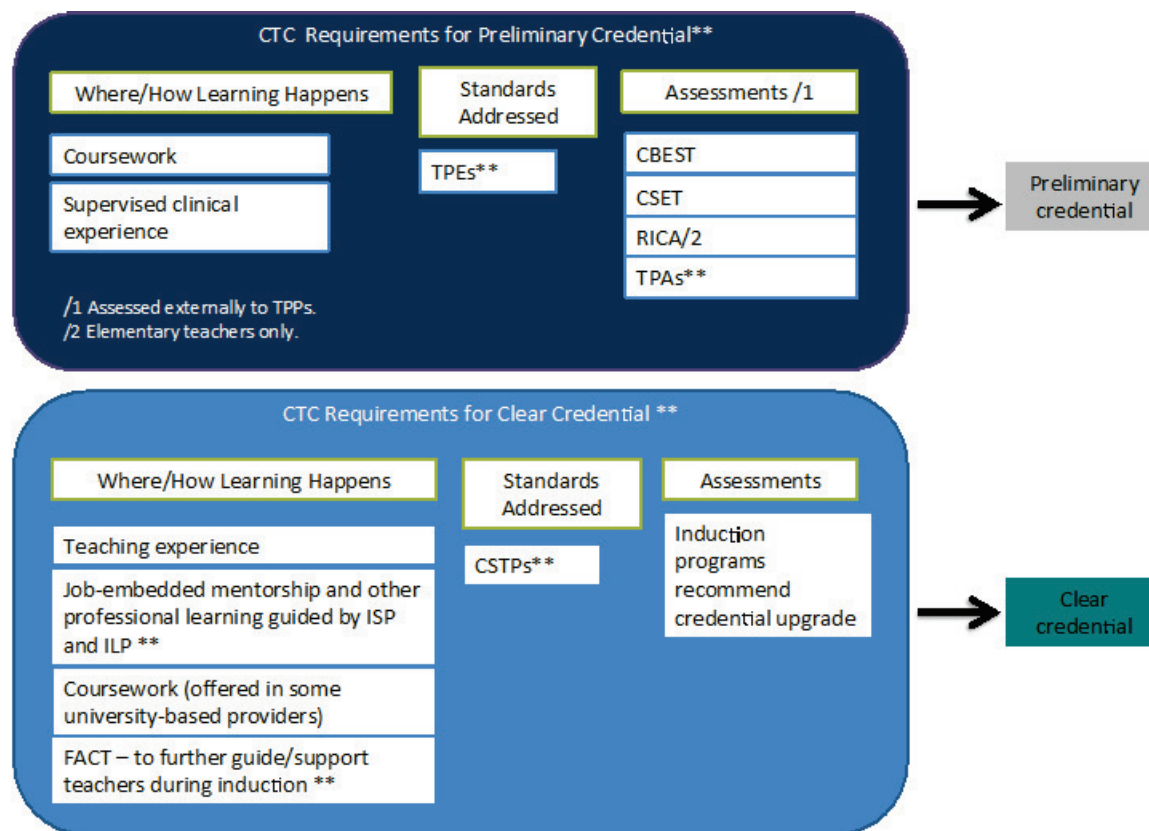 CTC Requirements for Preliminary Credential**
Where/How Learning Happens
Coursework
Supervised clinical
experience
Standards
Addressed
TPEs**
Assessments /1
CBEST
CSET
RICA/2
TPAs**
/1 Assessed externally to TPPs.
/2 Elementary teachers only.
Preliminary
credential
CTC Requirements for Clear Credential **
Where/How Learning Happens
Teaching experience
Job-embedded mentorship and other
professional learning guided by ISP
and ILP **
Coursework (offered in some
university-based providers)
FACT – to further guide/support
teachers during induction **
Standards
Addressed
CSTPs**
Assessments
Induction
programs
recommend
credential upgrade
Clear
credential